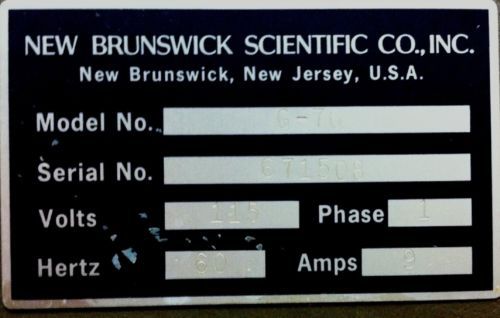 NEW BRUNSWICK SCIENTIFIC CO., INC.
New Brunswick, New Jersey, U.S.A.
Model No.
Serial No. 671508
Volts 115 Phase 1
Hertz 60 Amps 9